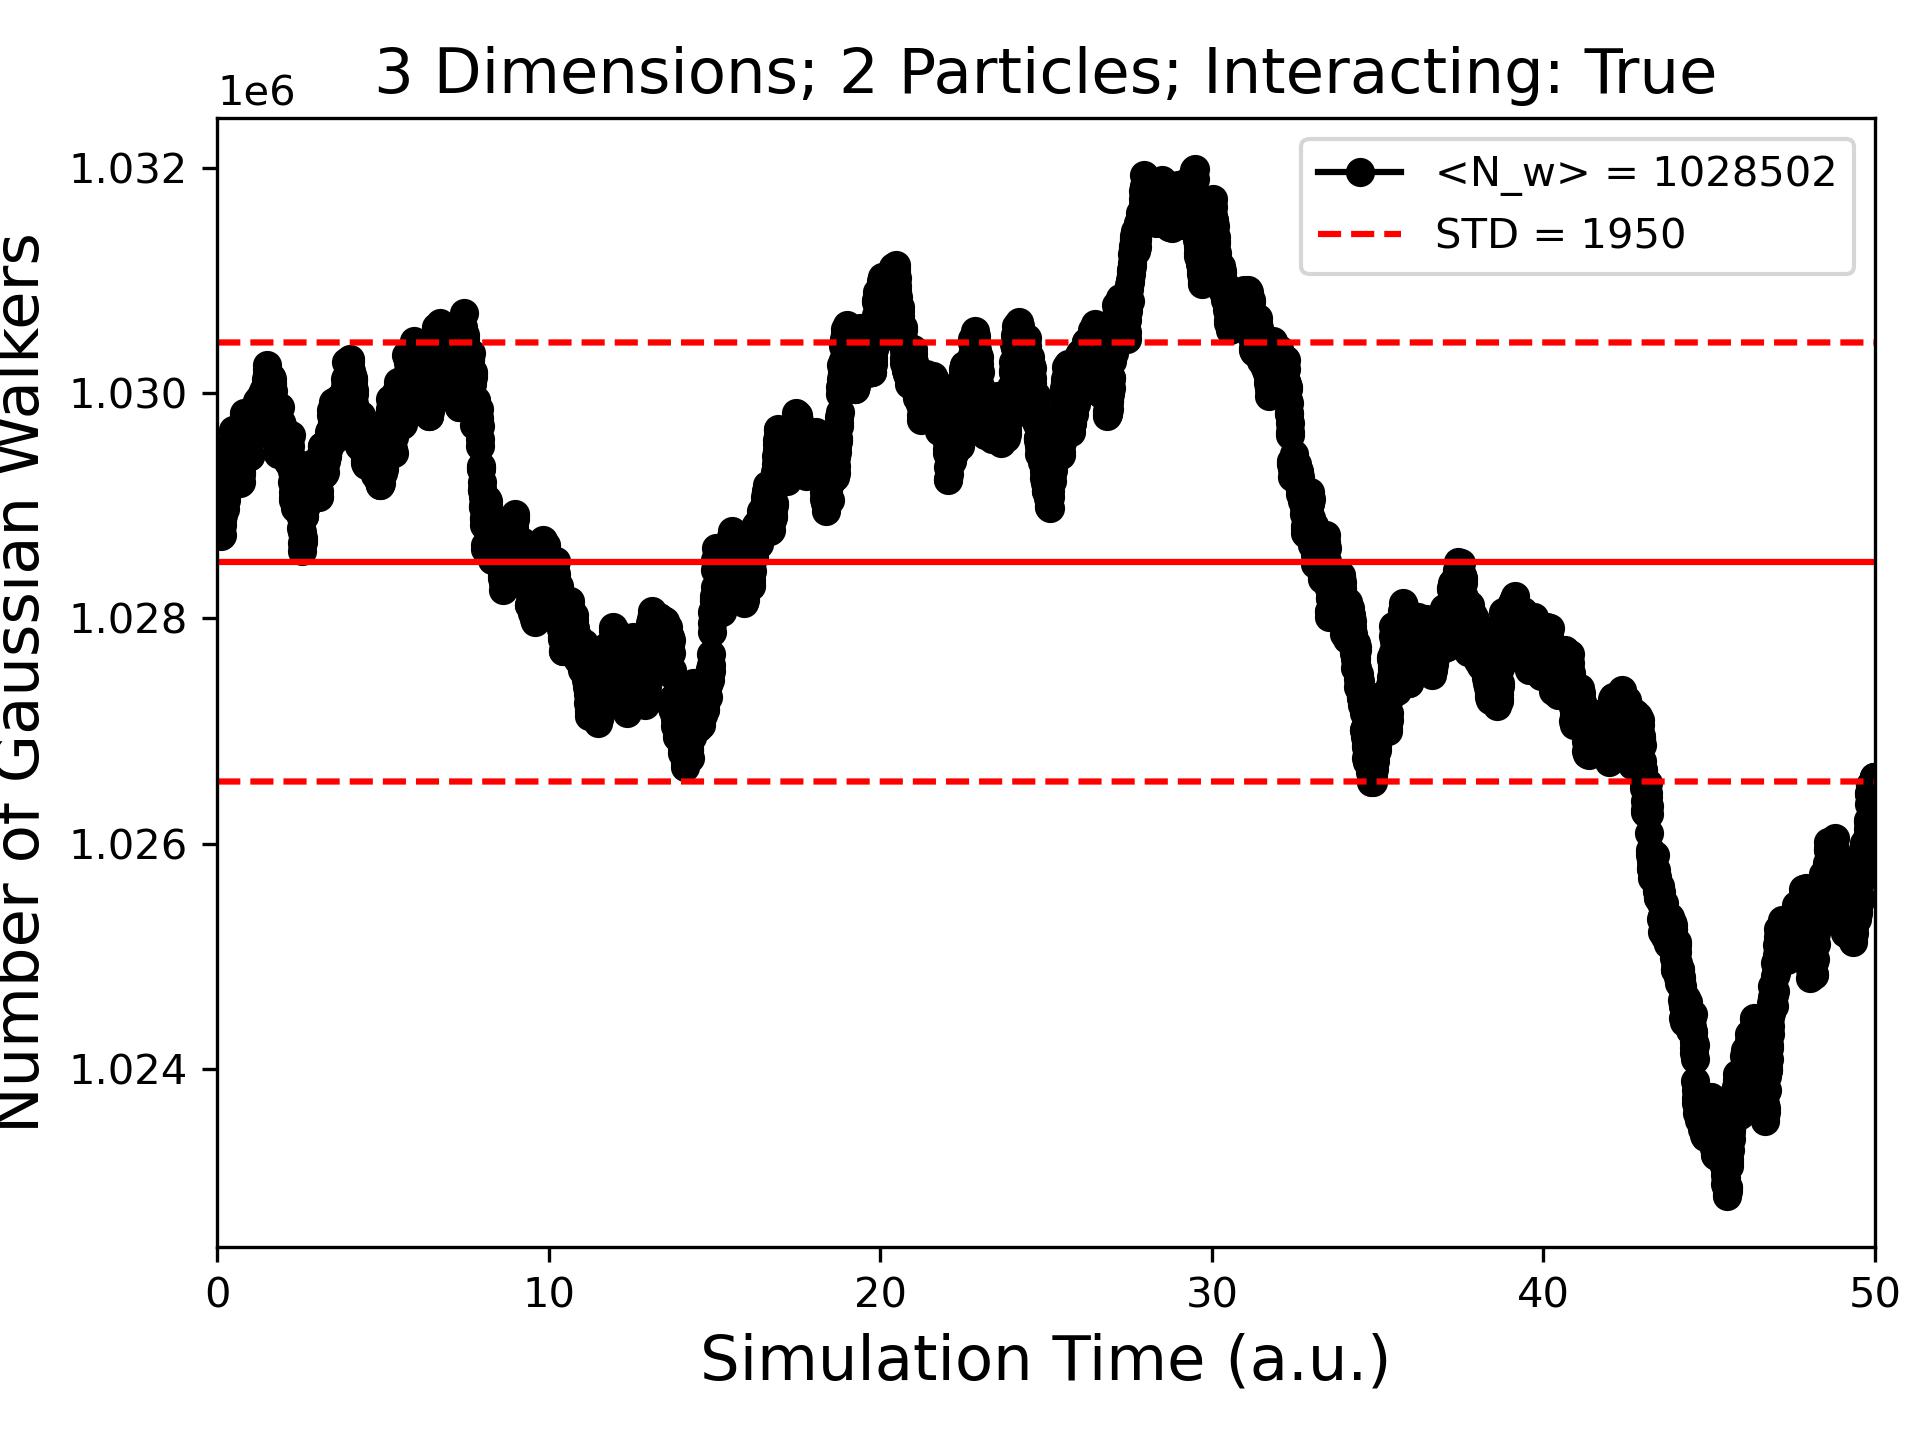 3 Dimensions; 2 Particles; Interacting: True
1e6
<N_w> = 1028502
STD = 1950
1.032
1.030
1.028
1.026
1.024
Number of Gaussian Walkers
0 10 20 30 40 50
Simulation Time (a.u.)